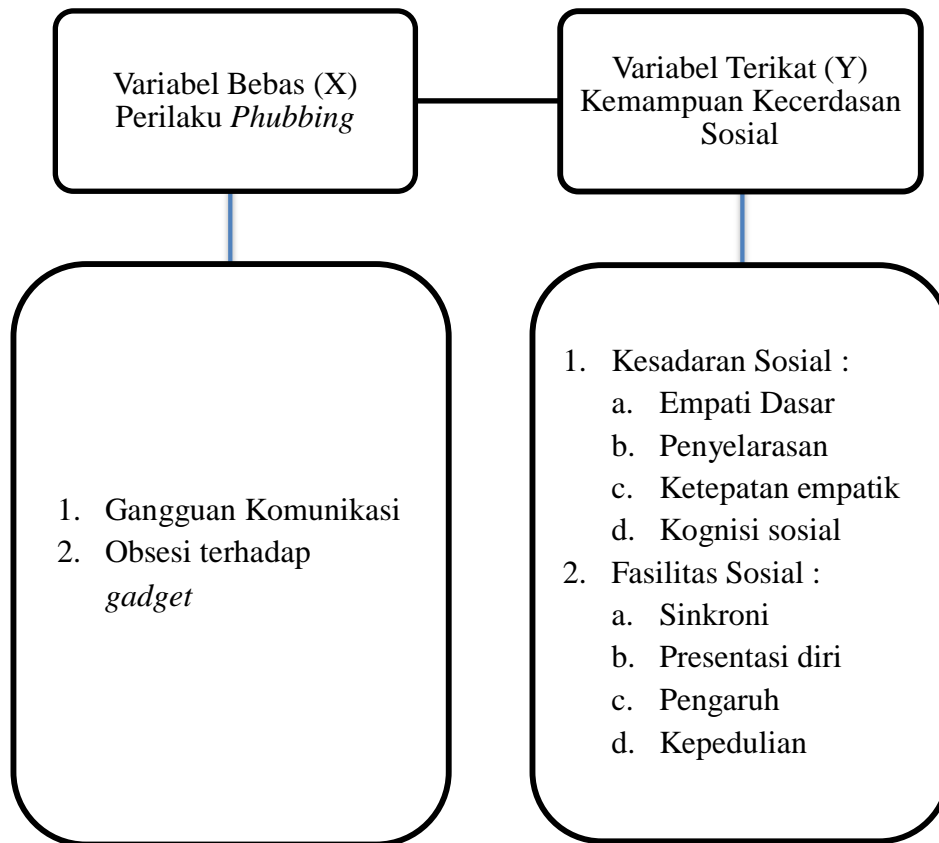 Variabel Bebas (X)
Perilaku Phubbing
Variabel Terikat (Y)
Kemampuan Kecerdasan
Sosial
1. Gangguan Komunikasi
2. Obsesi terhadap
gadget
1. Kesadaran Sosial :
a. Empati Dasar
b. Penyelarasan
c. Ketepatan empatik
d. Kognisi sosial
2. Fasilitas Sosial :
a. Sinkroni
b. Presentasi diri
c. Pengaruh
d. Kepedulian